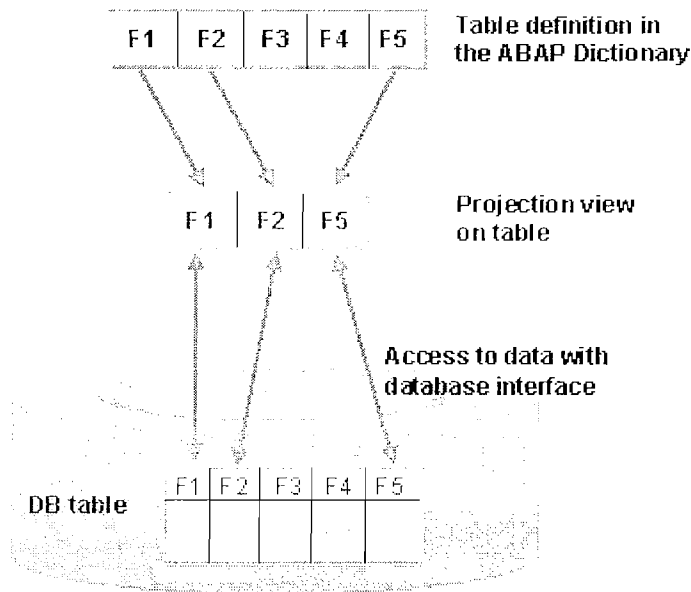 F1 F2 F3 F4 F5
Table definition in
the ABAP Dictionary
F1 F2 F5
Projection view
on table
Access to data with
database interface
F1 F2 F3 F4 F5
DB table